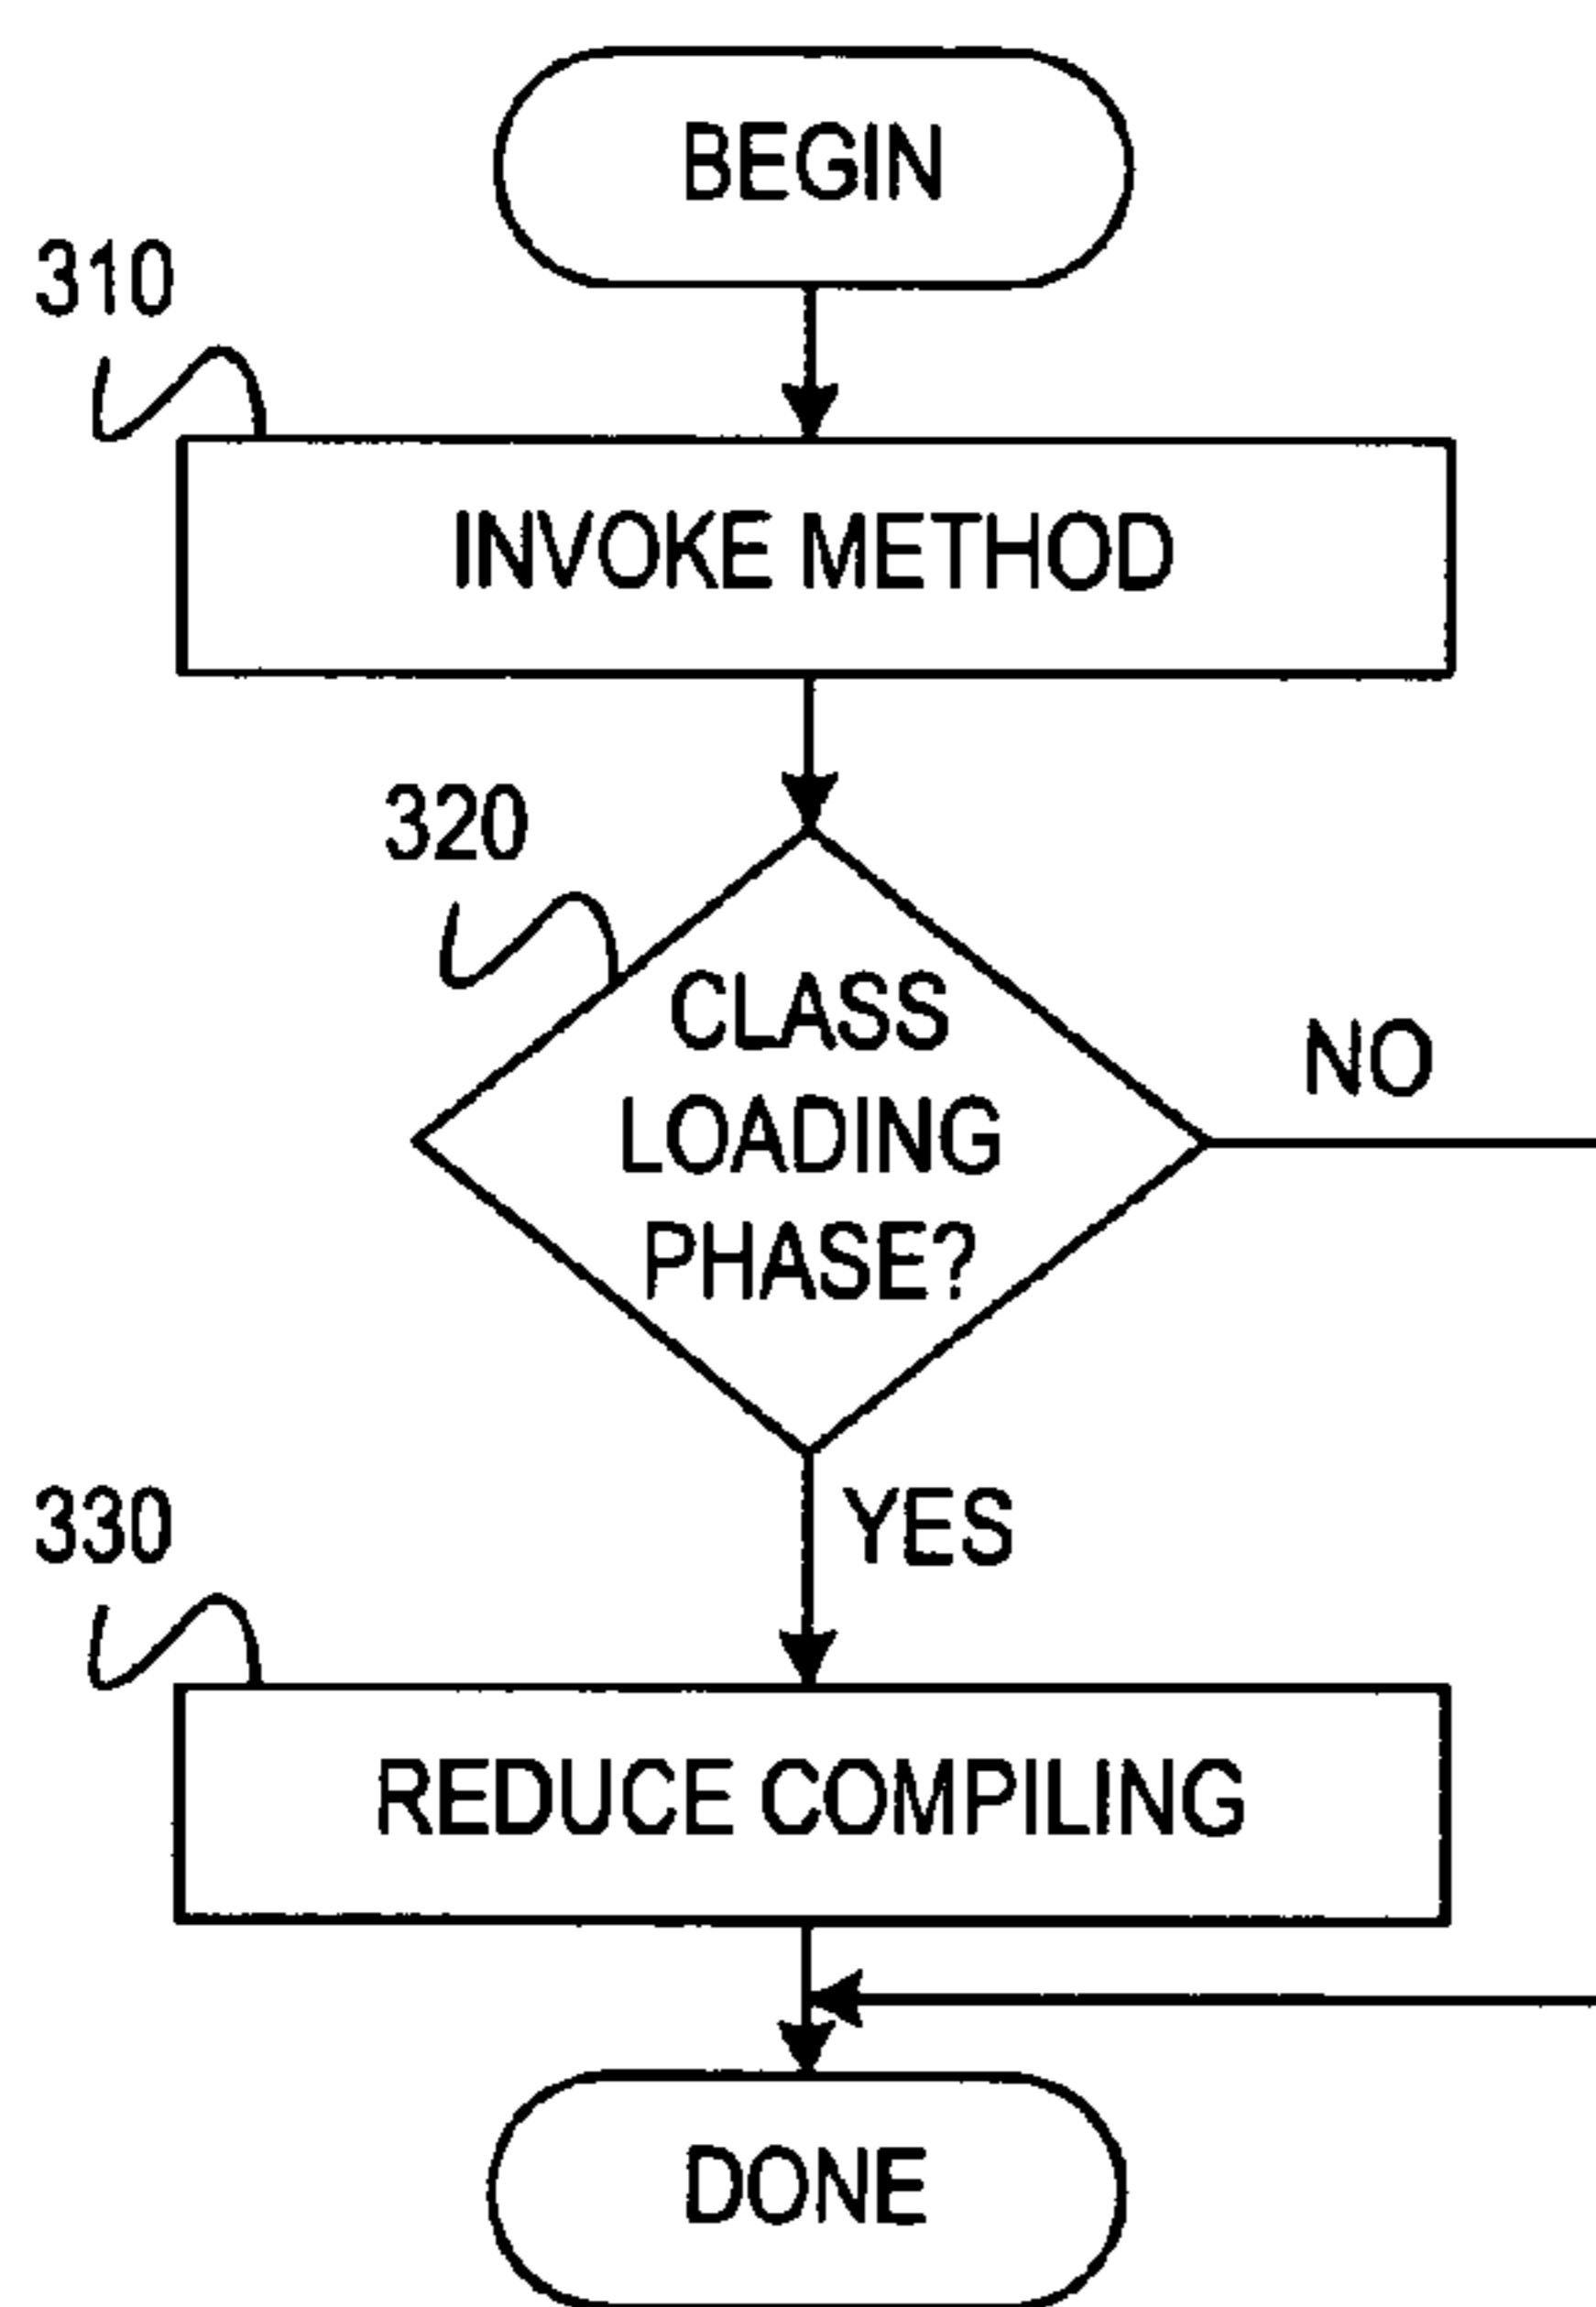 BEGIN
310
INVOKE METHOD
320
CLASS
LOADING
PHASE?
NO
YES
330
REDUCE COMPILING
DONE